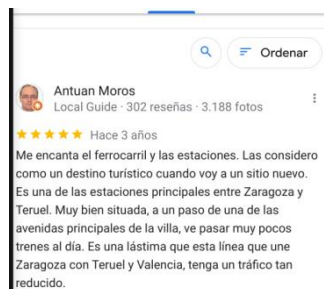 Ordenar
Antuan Moros
Local Guide · 302 reseñas · 3.188 fotos
Hace 3 años
Me encanta el ferrocarril y las estaciones. Las considero
como un destino turístico cuando voy a un sitio nuevo.
Es una de las estaciones principales entre Zaragoza y
Teruel. Muy bien situada, a un paso de una de las
avenidas principales de la villa, ve pasar muy pocos
trenes al día. Es una lástima que esta línea que une
Zaragoza con Teruel y Valencia, tenga un tráfico tan
reducido.